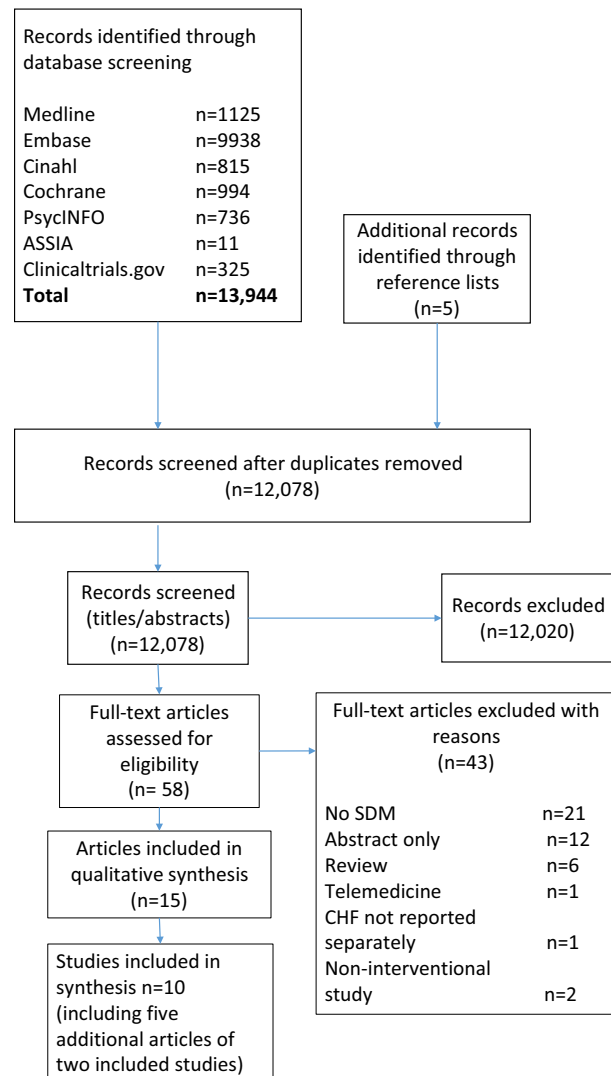 Records identified through
database screening
Medline n=1125
Embase n=9938
Cinahl n=815
Cochrane n=994
PsycINFO n=736
ASSIA n=11
Clinicaltrials.gov n=325
Total n=13,944
Additional records
identified through
reference lists
(n=5)
Records screened after duplicates removed
(n=12,078)
Records screened
(titles/abstracts)
(n=12,078)
Records excluded
(n=12,020)
Full-text articles
assessed for
eligibility
(n= 58)
Full-text articles excluded with
reasons
(n=43)
No SDM n=21
Abstract only n=12
Review n=6
Telemedicine n=1
CHF not reported
separately n=1
Non-interventional
study n=2
Articles included in
qualitative synthesis
(n=15)
Studies included in
synthesis n=10
(including five
additional articles of
two included studies)